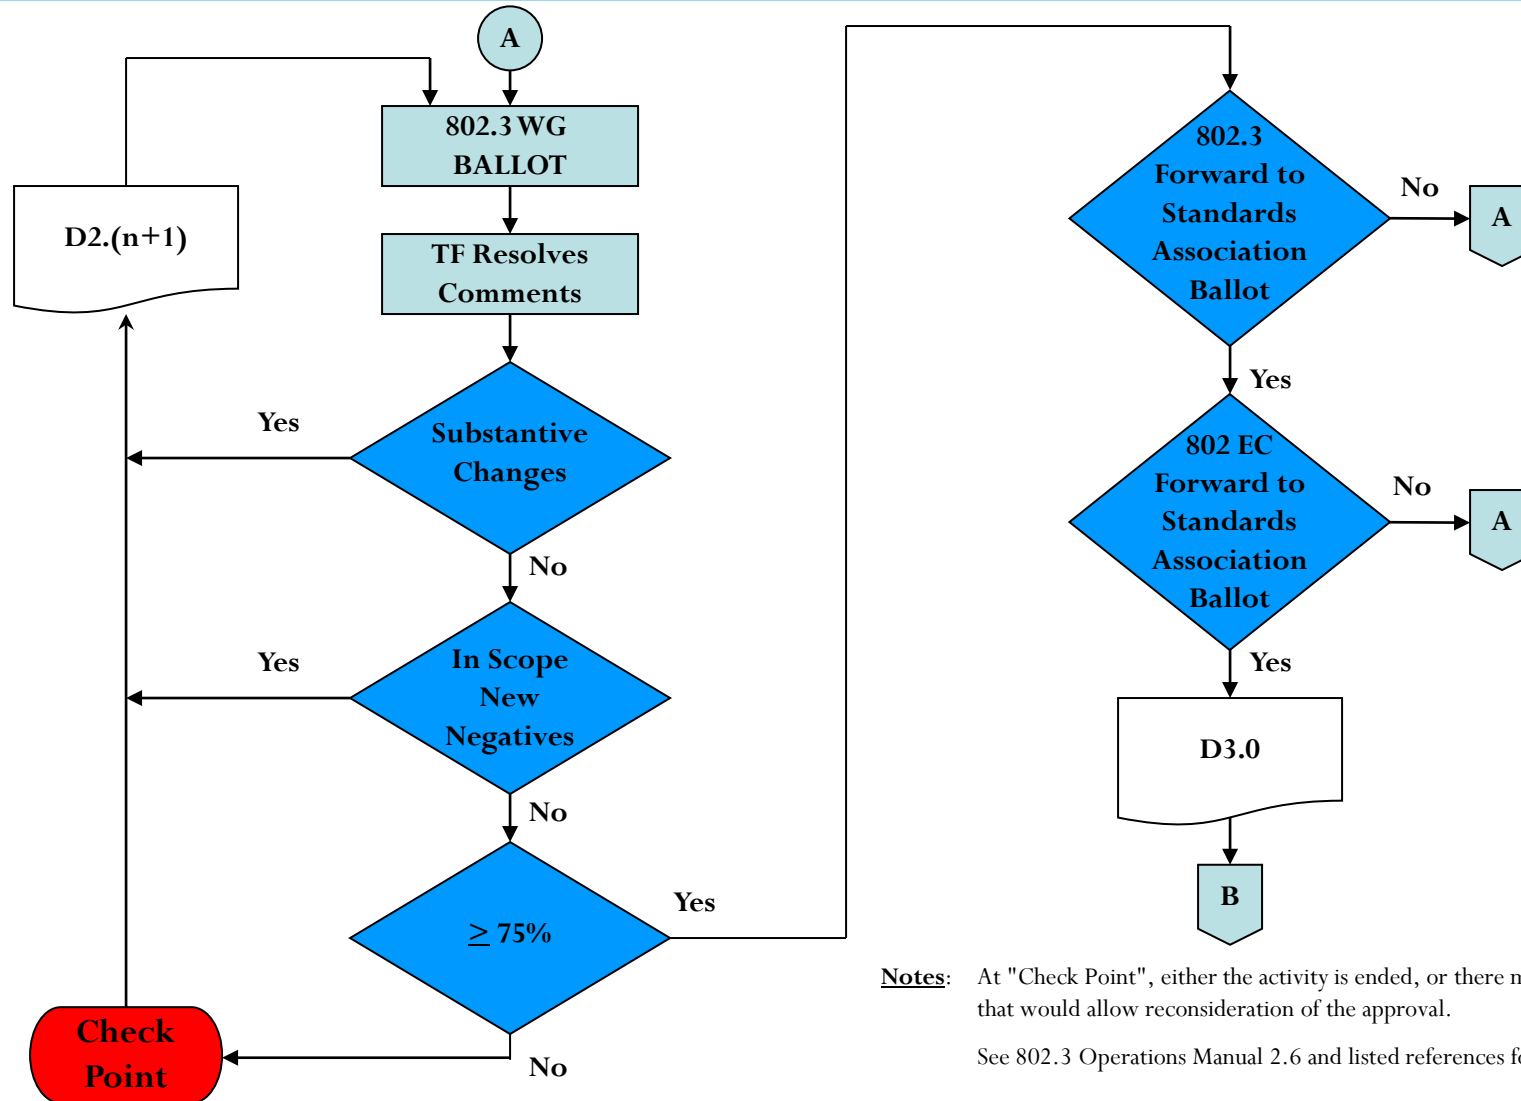 A
802.3 WG
BALLOT
D2.(n+1)
TF Resolves
Comments
Yes
Substantive
Changes
No
Yes
In Scope
New
Negatives
No
≥ 75%
Yes
Check
Point
No
802.3
Forward to
Standards
Association
Ballot
No
A
Yes
802 EC
Forward to
Standards
Association
Ballot
No
A
Yes
D3.0
B
Notes: At "Check Point", either the activity is ended, or there
that would allow reconsideration of the approval.
See 802.3 Operations Manual 2.6 and listed references